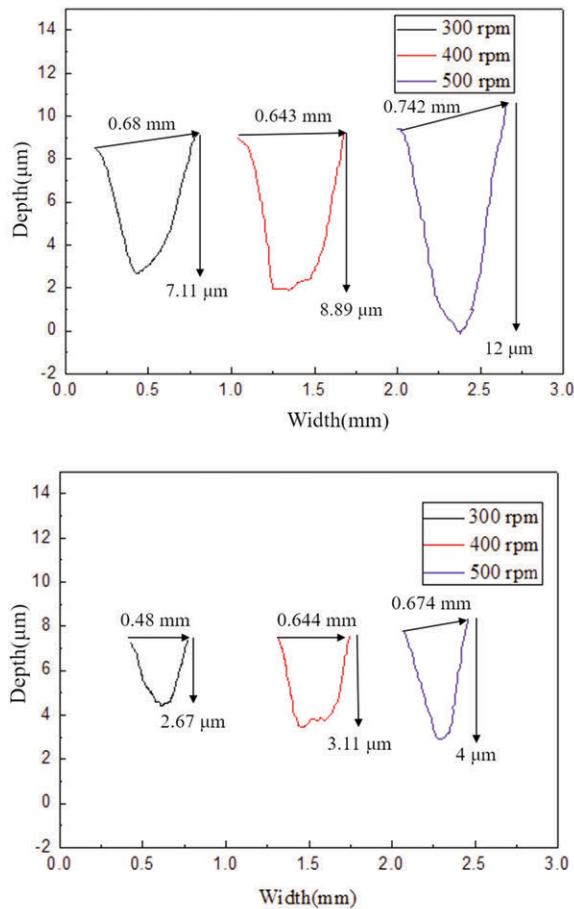 14
12
10
8
6
4
2
0
-2
Depth(μm)
300 rpm
400 rpm
500 rpm
0.68 mm
0.643 mm
0.742 mm
7.11 μm
8.89 μm
12 μm
0.0 0.5 1.0 1.5 2.0 2.5 3.0
Width(mm)
14
12
10
8
6
4
2
0
-2
Depth(μm)
300 rpm
400 rpm
500 rpm
0.48 mm
0.644 mm
0.674 mm
2.67 μm
3.11 μm
4 μm
0.0 0.5 1.0 1.5 2.0 2.5 3.0
Width(mm)